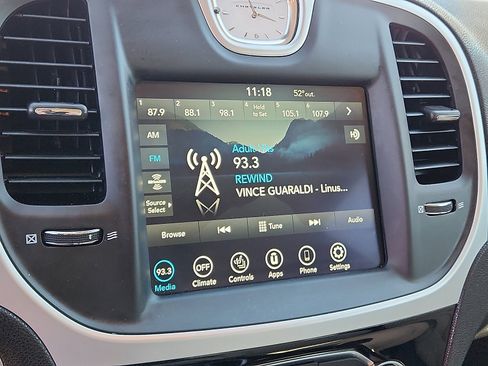 CHRYSLER
11:18 52° out.
1 2 3 4 5 6
87.9 88.1 98.1 Hold to Set 105.1 107.9
AM
FM
Source Select
Adult Hits
93.3
REWIND
VINCE GUARALDI - Linus...
Browse Tune Audio
93.3 OFF
Media Climate Controls Apps Phone Settings